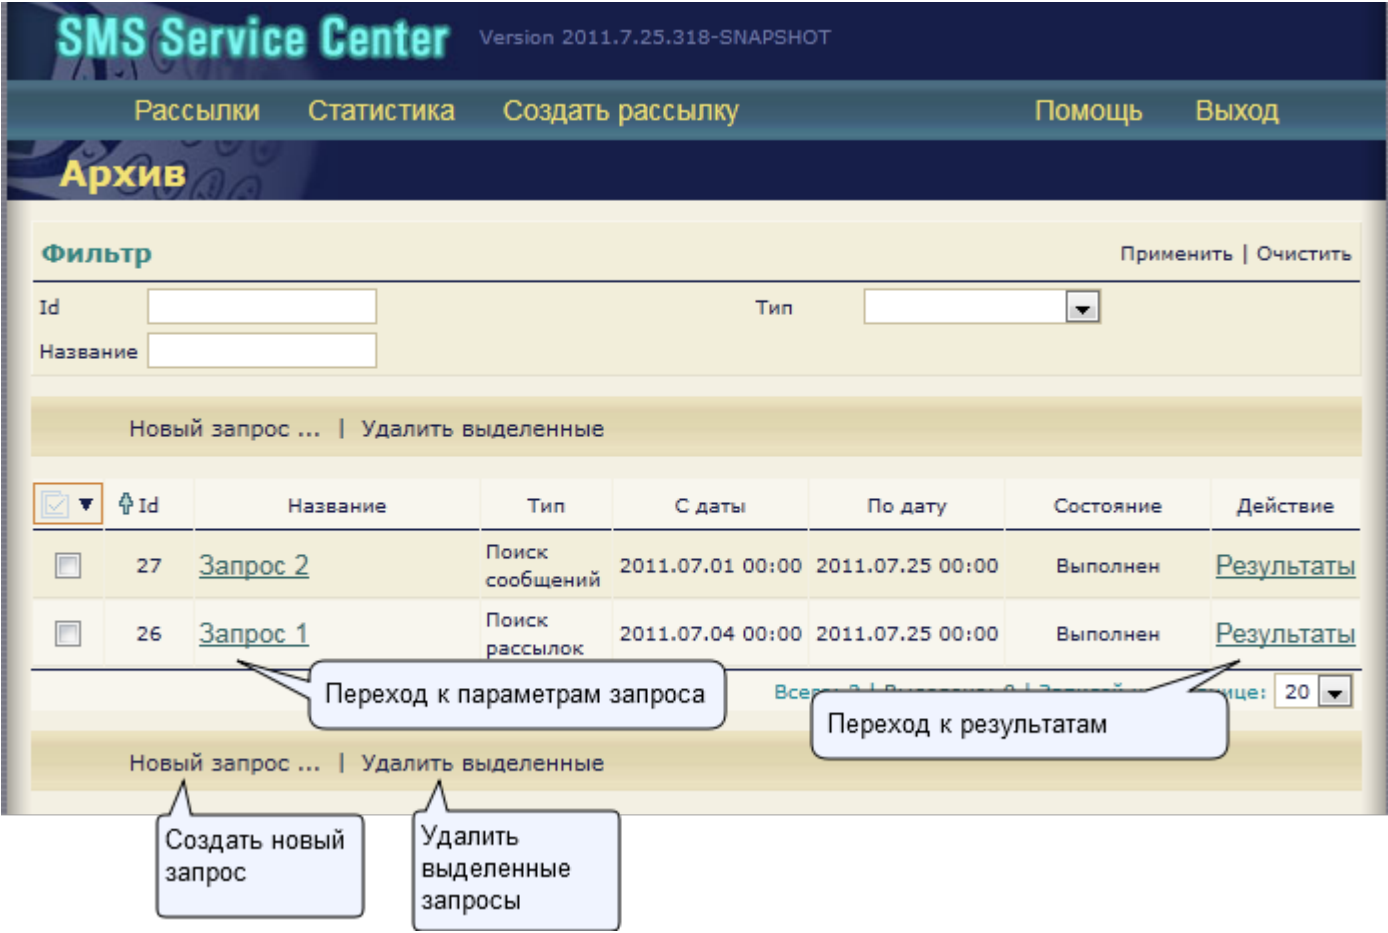 SMS Service Center Version 2011.7.25.318-SNAPSHOT
Рассылки Статистика Создать рассылку Помощь Выход
Архив
Фильтр Применить | Очистить
Id Тип
Название
Новый запрос ... | Удалить выделенные
Id Название Тип С даты По дату Состояние Действие
27 Запрос 2 Поиск сообщений 2011.07.01 00:00 2011.07.25 00:00 Выполнен Результаты
26 Запрос 1 Поиск рассылок 2011.07.04 00:00 2011.07.25 00:00 Выполнен Результаты
Переход к параметрам запроса
20
Переход к результатам
Новый запрос ... | Удалить выделенные
Создать новый
запрос
Удалить
выделенные
запросы